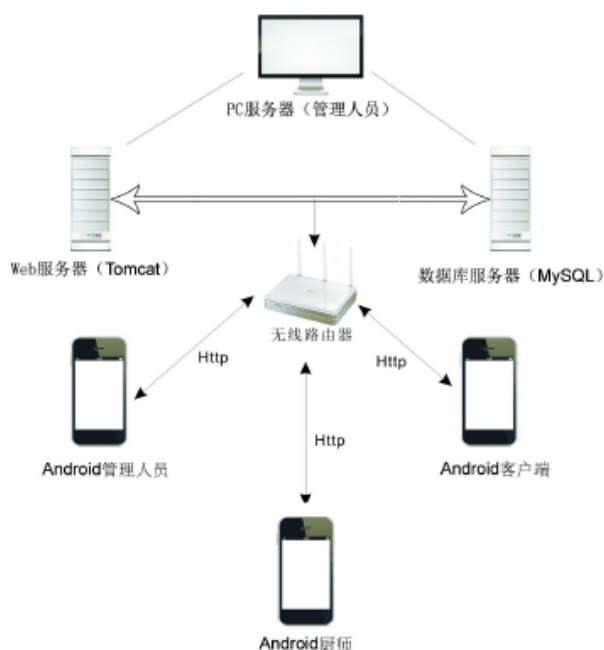 PC服务器（管理人员）
Web服务器（Tomcat）
数据库服务器（MySQL）
无线路由器
Http
Http
Http
Android管理人员
Android客户端
Android厨师